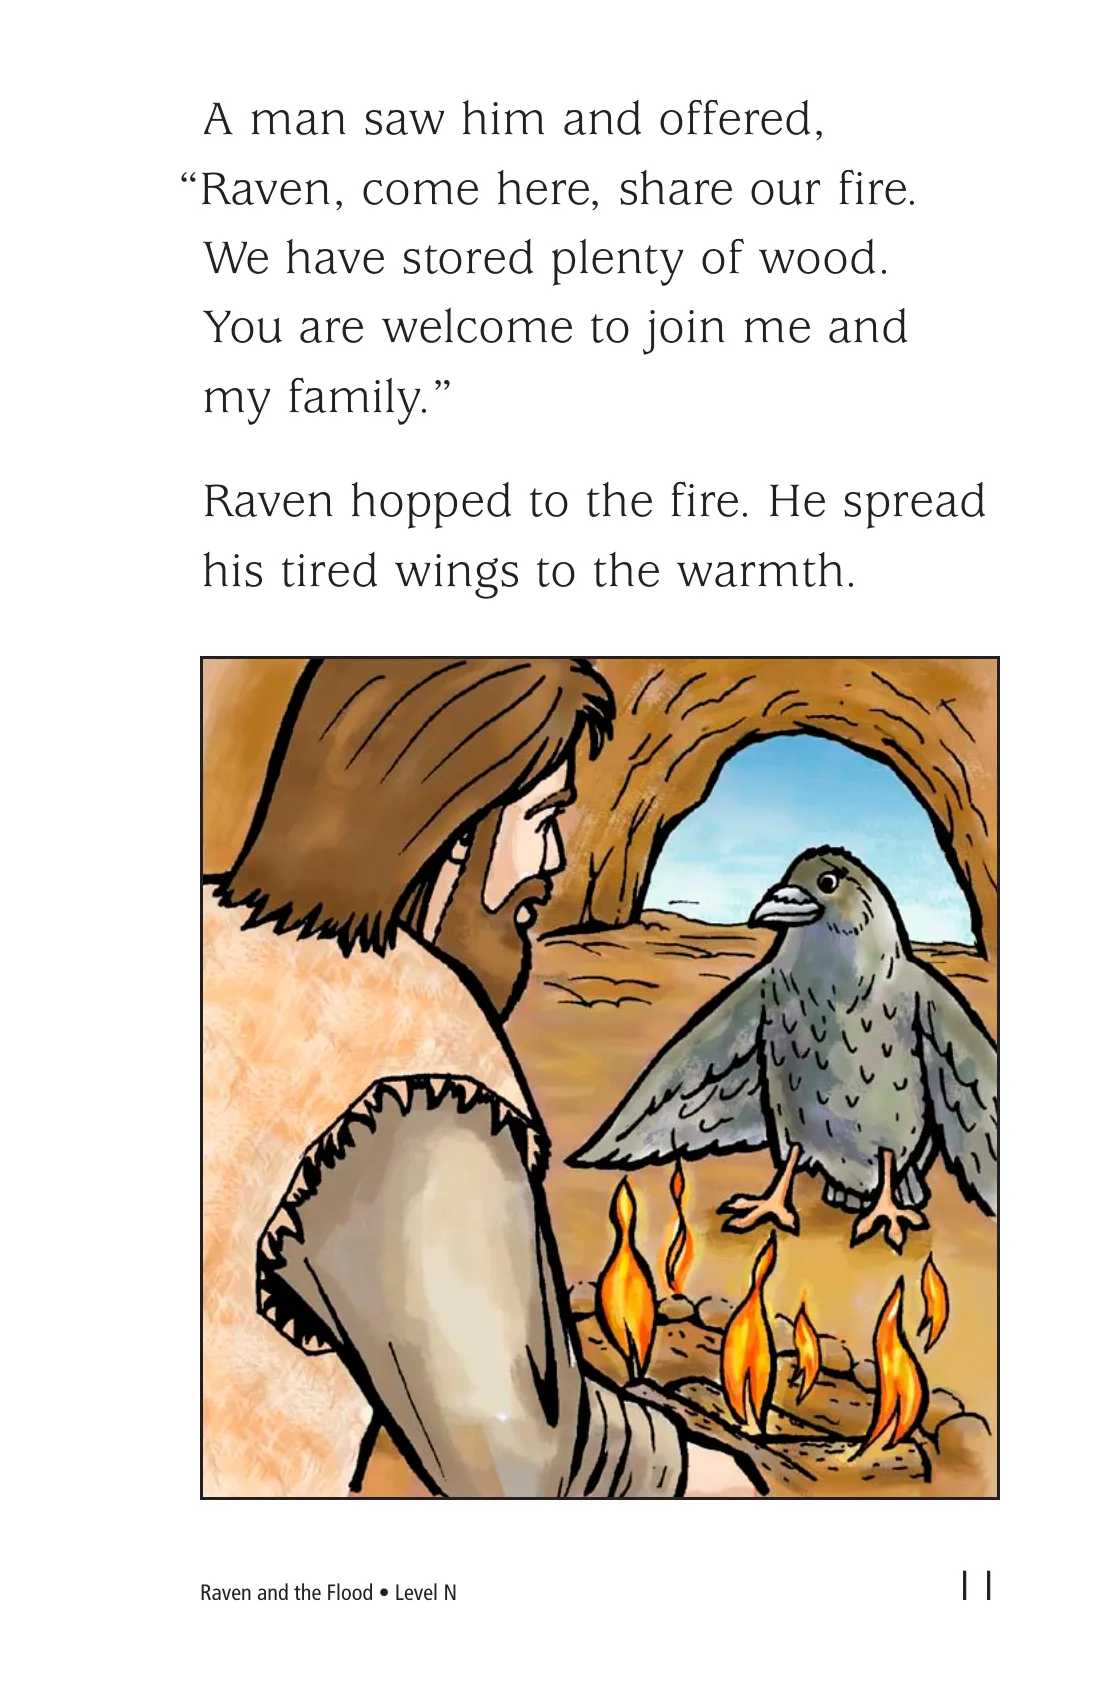 A man saw him and offered,
“Raven, come here, share our fire.
We have stored plenty of wood.
You are welcome to join me and
my family.”
Raven hopped to the fire. He spread
his tired wings to the warmth.
Raven and the Flood • Level N
11